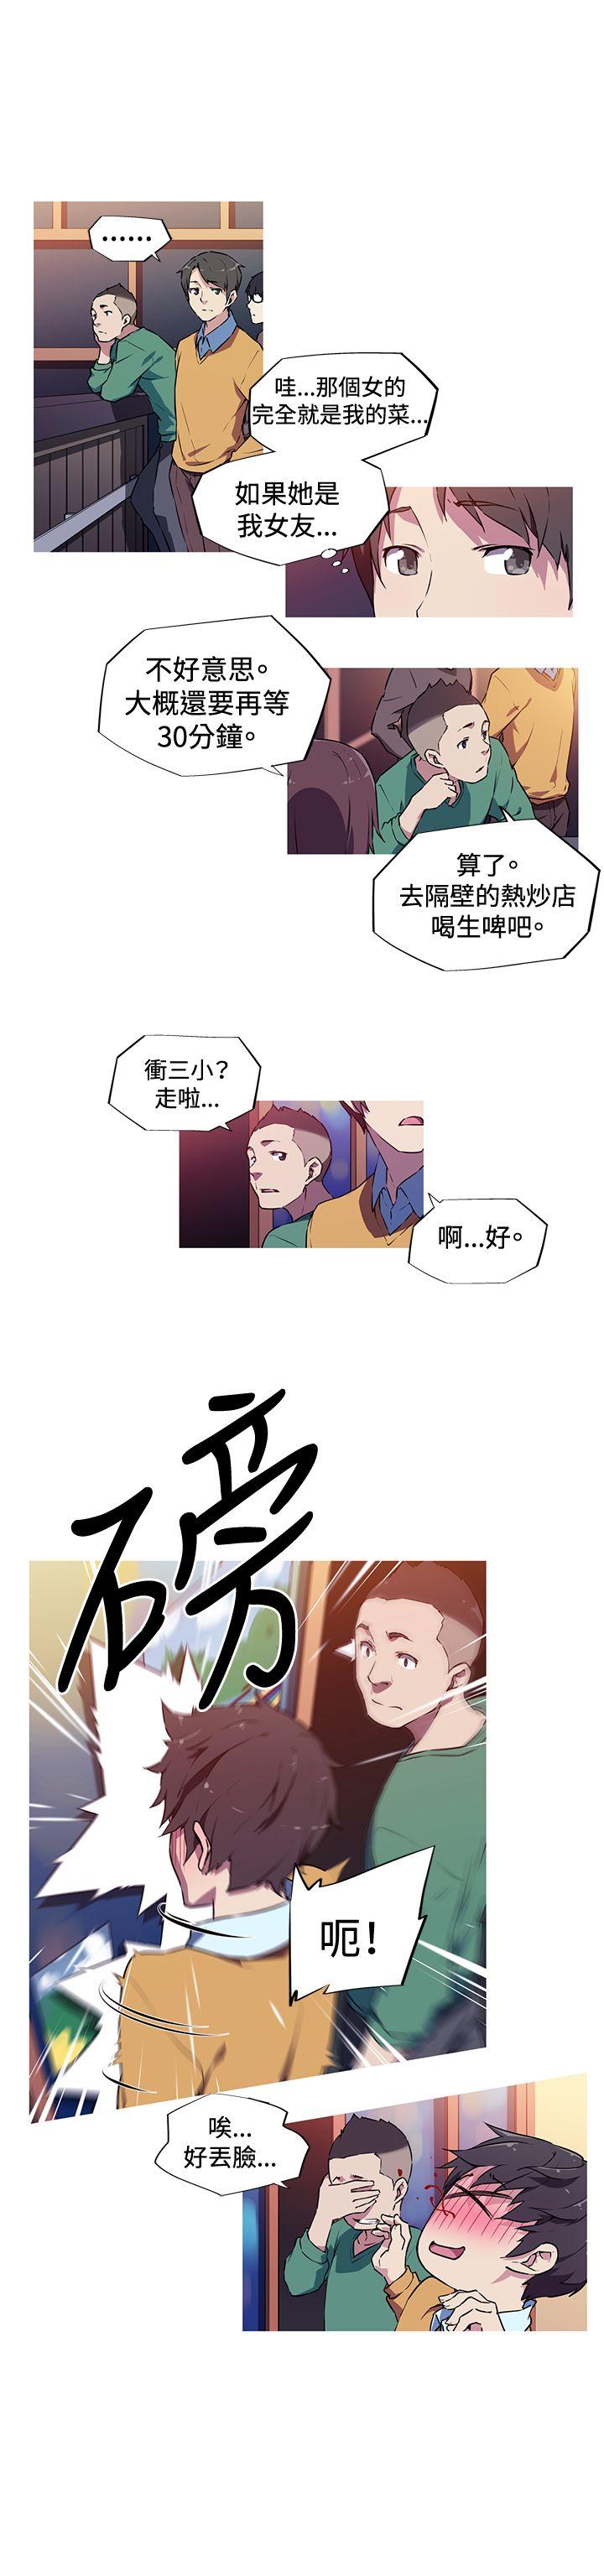 ……
哇...那個女的
完全就是我的菜...
如果她是
我女友...
不好意思。
大概還要再等
30分鐘。
算了。
去隔壁的熱炒店
喝生啤吧。
衝三小?
走啦...
啊...好。
磅
呃!
唉...
好丟臉...